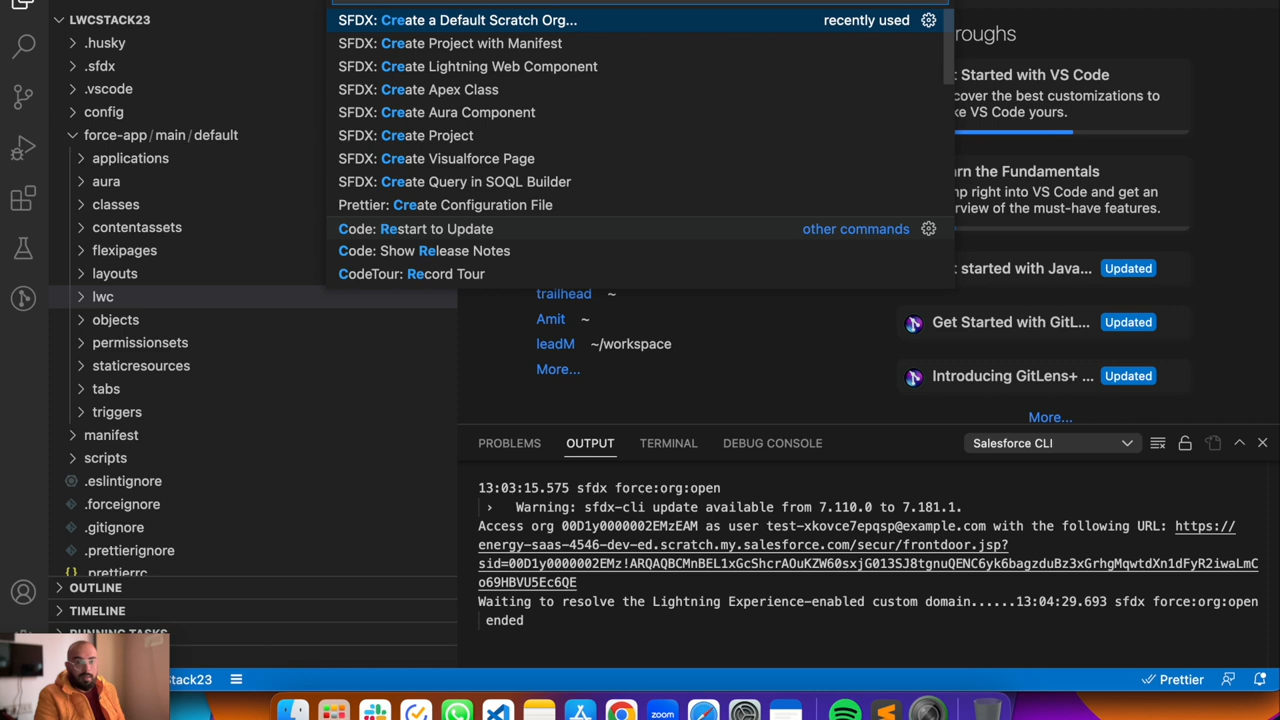 SFDX: Create a Default Scratch Org... recently used
SFDX: Create Project with Manifest
SFDX: Create Lightning Web Component
SFDX: Create Apex Class
SFDX: Create Aura Component
SFDX: Create Project
SFDX: Create Visualforce Page
SFDX: Create Query in SOQL Builder
Prettier: Create Configuration File
Code: Restart to Update other commands
Code: Show Release Notes
CodeTour: Record Tour
LWCSTACK23
.husky
.sfdx
.vscode
config
force-app/main/default
applications
aura
classes
contentassets
flexipages
layouts
lwc
objects
permissionsets
staticresources
tabs
triggers
manifest
scripts
.eslintignore
.forceignore
.gitignore
.prettierignore
.prettierrc
OUTLINE
TIMELINE
RUNNING TASKS
trailhead ~
Amit ~
leadM ~/workspace
More...
roughs
Started with VS Code
cover the best customizations to
ke VS Code yours.
rn the Fundamentals
mp right into VS Code and get an
rview of the must-have features.
t started with Java... Updated
Get Started with GitL... Updated
Introducing GitLens+ ... Updated
More...
PROBLEMS OUTPUT TERMINAL DEBUG CONSOLE Salesforce CLI
13:03:15.575 sfdx force:org:open
› Warning: sfdx-cli update available from 7.110.0 to 7.181.1.
Access org 00D1y0000002EMzEAM as user test-xkovce7epqsp@example.com with the following URL: https://
energy-saas-4546-dev-ed.scratch.my.salesforce.com/secur/frontdoor.jsp?
sid=00D1y0000002EMz!ARQAQBCMnBEL1xGcShcrAOuKZW60sxjG013SJ8tgnuQENC6yk6bagzduBz3xGrhgMqwtdXn1dFyR2iwaLmC
o69HBVU5Ec6QE
Waiting to resolve the Lightning Experience-enabled custom domain......13:04:29.693 sfdx force:org:open
ended
Stack23
Prettier
zoom